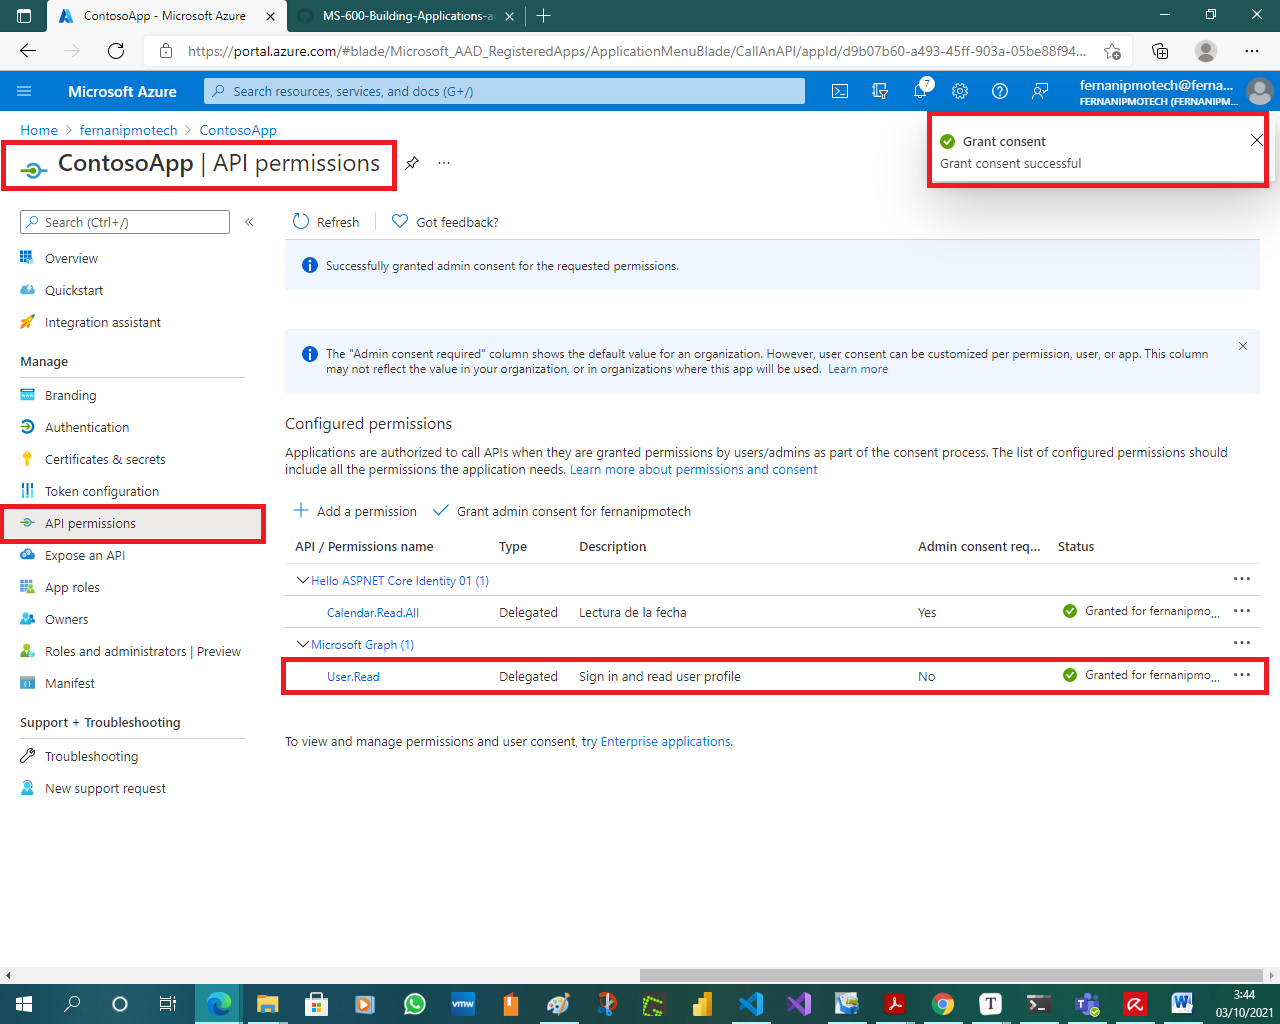 ContosoApp - Microsoft Azure
MS-600-Building-Applications-a
https://portal.azure.com/#blade/Microsoft_AAD_RegisteredApps/ApplicationMenuBlade/CallAnAPI/appId/d9b07b60-a493-45ff-903a-05be88f94...
Microsoft Azure
Search resources, services, and docs (G+/)
7
fernanipmotech@ferna...
FERNANIPMOTECH (FERNANIPM...
Home > fernanipmotech > ContosoApp
ContosoApp | API permissions
Grant consent
Grant consent successful
Search (Ctrl+/)
Refresh
Got feedback?
Overview
Quickstart
Integration assistant
Manage
Branding
Authentication
Certificates & secrets
Token configuration
API permissions
Expose an API
App roles
Owners
Roles and administrators | Preview
Manifest
Support + Troubleshooting
Troubleshooting
New support request
Successfully granted admin consent for the requested permissions.
The "Admin consent required" column shows the default value for an organization. However, user consent can be customized per permission, user, or app. This column
may not reflect the value in your organization, or in organizations where this app will be used. Learn more
Configured permissions
Applications are authorized to call APIs when they are granted permissions by users/admins as part of the consent process. The list of configured permissions should
include all the permissions the application needs. Learn more about permissions and consent
Add a permission
Grant admin consent for fernanipmotech
API / Permissions name Type Description Admin consent req... Status
Hello ASPNET Core Identity 01 (1)
Calendar.Read.All Delegated Lectura de la fecha Yes Granted for fernanipmo...
Microsoft Graph (1)
User.Read Delegated Sign in and read user profile No Granted for fernanipmo...
To view and manage permissions and user consent, try Enterprise applications.
vmw
T
W
3:44
03/10/2021